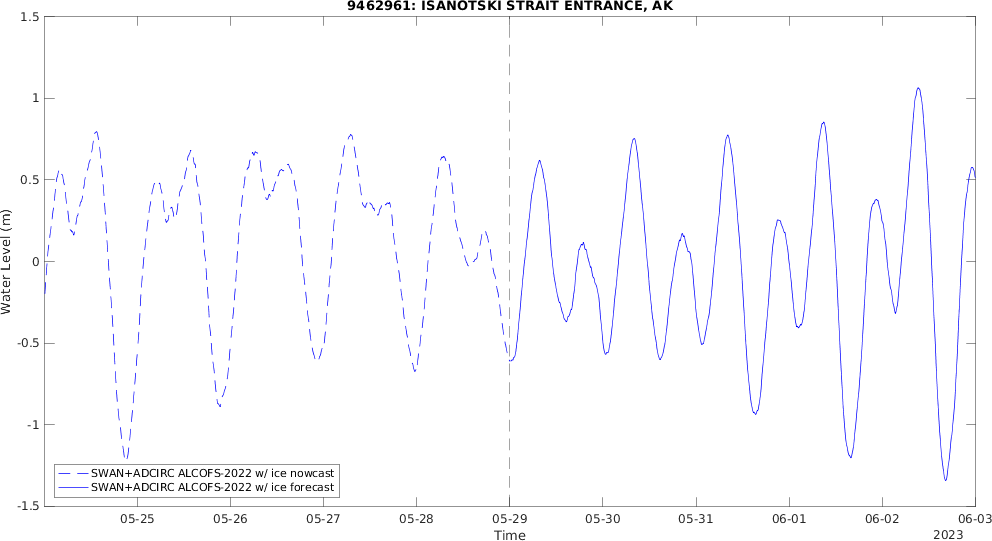 9462961: ISANOTSKI STRAIT ENTRANCE, AK
1.5
1
0.5
0
-0.5
-1
-1.5
Water Level (m)
SWAN+ADCIRC ALCOFS-2022 w/ ice nowcast
SWAN+ADCIRC ALCOFS-2022 w/ ice forecast
05-25 05-26 05-27 05-28 05-29 05-30 05-31 06-01 06-02 06-03
Time
2023